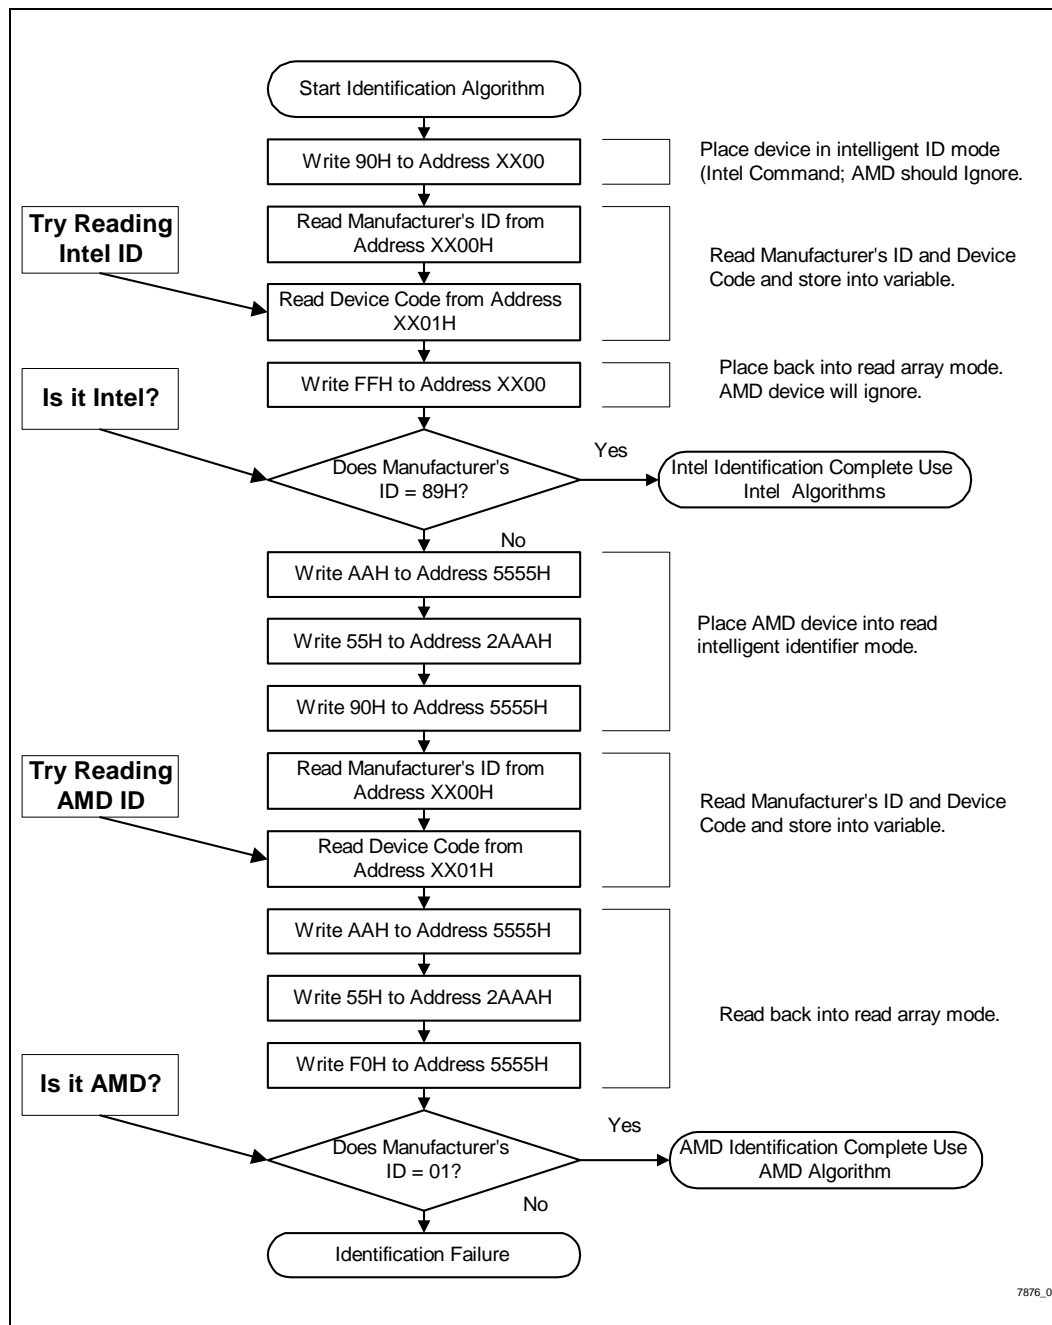 Start Identification Algorithm
Write 90H to Address XX00
Place device in intelligent ID mode
(Intel Command; AMD should Ignore.
Try Reading
Intel ID
Read Manufacturer's ID from
Address XX00H
Read Manufacturer's ID and Device
Code and store into variable.
Read Device Code from Address
XX01H
Write FFH to Address XX00
Place back into read array mode.
AMD device will ignore.
Is it Intel?
Does Manufacturer's
ID = 89H?
Yes
Intel Identification Complete Use
Intel Algorithms
No
Write AAH to Address 5555H
Write 55H to Address 2AAAH
Place AMD device into read
intelligent identifier mode.
Write 90H to Address 5555H
Try Reading
AMD ID
Read Manufacturer's ID from
Address XX00H
Read Manufacturer's ID and Device
Code and store into variable.
Read Device Code from
Address XX01H
Write AAH to Address 5555H
Write 55H to Address 2AAAH
Read back into read array mode.
Write F0H to Address 5555H
Is it AMD?
Does Manufacturer's
ID = 01?
Yes
AMD Identification Complete Use
AMD Algorithm
No
Identification Failure
7876_0